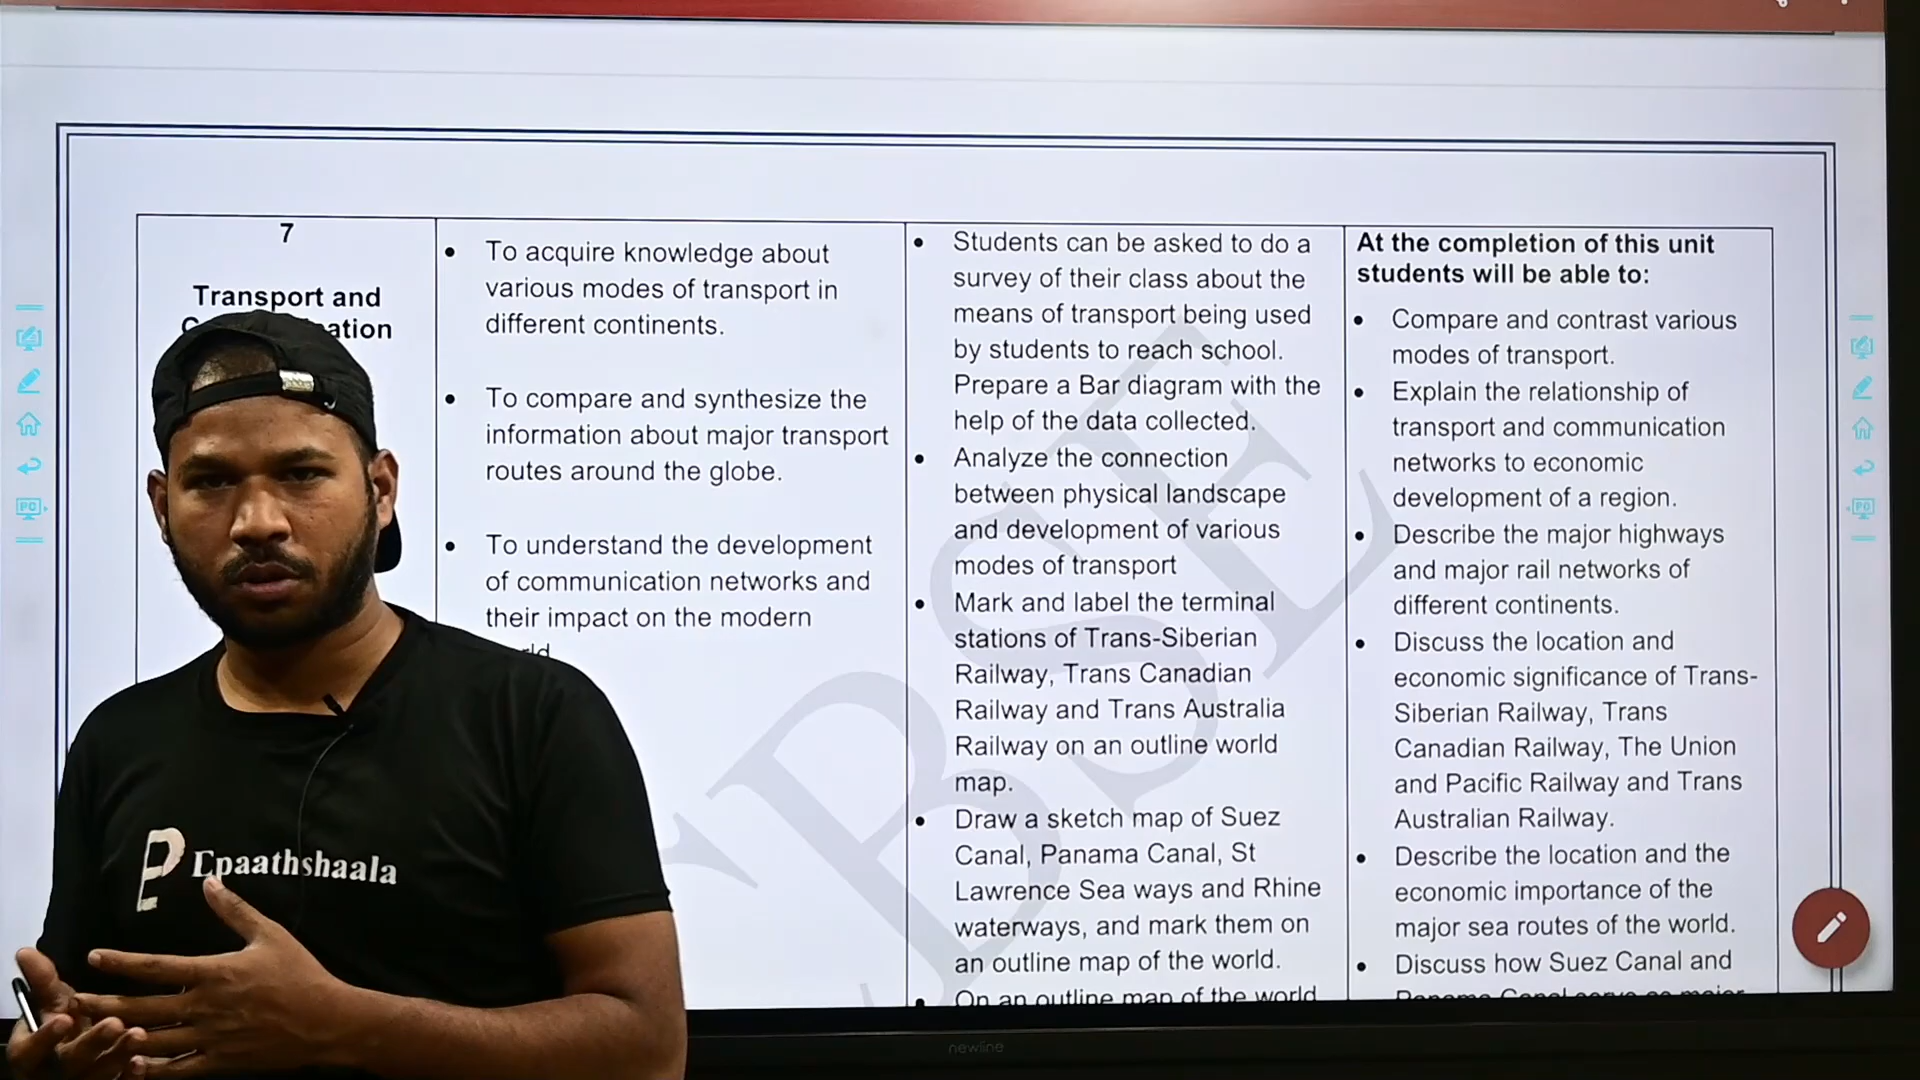 7
Transport and
ation
To acquire knowledge about
various modes of transport in
different continents.
To compare and synthesize the
information about major transport
routes around the globe.
To understand the development
of communication networks and
their impact on the modern
Students can be asked to do a
survey of their class about the
means of transport being used
by students to reach school.
Prepare a Bar diagram with the
help of the data collected.
Analyze the connection
between physical landscape
and development of various
modes of transport
Mark and label the terminal
stations of Trans-Siberian
Railway, Trans Canadian
Railway and Trans Australia
Railway on an outline world
map.
Draw a sketch map of Suez
Canal, Panama Canal, St
Lawrence Sea ways and Rhine
waterways, and mark them on
an outline map of the world.
On an outline map of the world
At the completion of this unit
students will be able to:
Compare and contrast various
modes of transport.
Explain the relationship of
transport and communication
networks to economic
development of a region.
Describe the major highways
and major rail networks of
different continents.
Discuss the location and
economic significance of Trans-
Siberian Railway, Trans
Canadian Railway, The Union
and Pacific Railway and Trans
Australian Railway.
Describe the location and the
economic importance of the
major sea routes of the world.
Discuss how Suez Canal and
Panama Canal serve as major
CBSE
PC
PC
Epaathshaala
newline